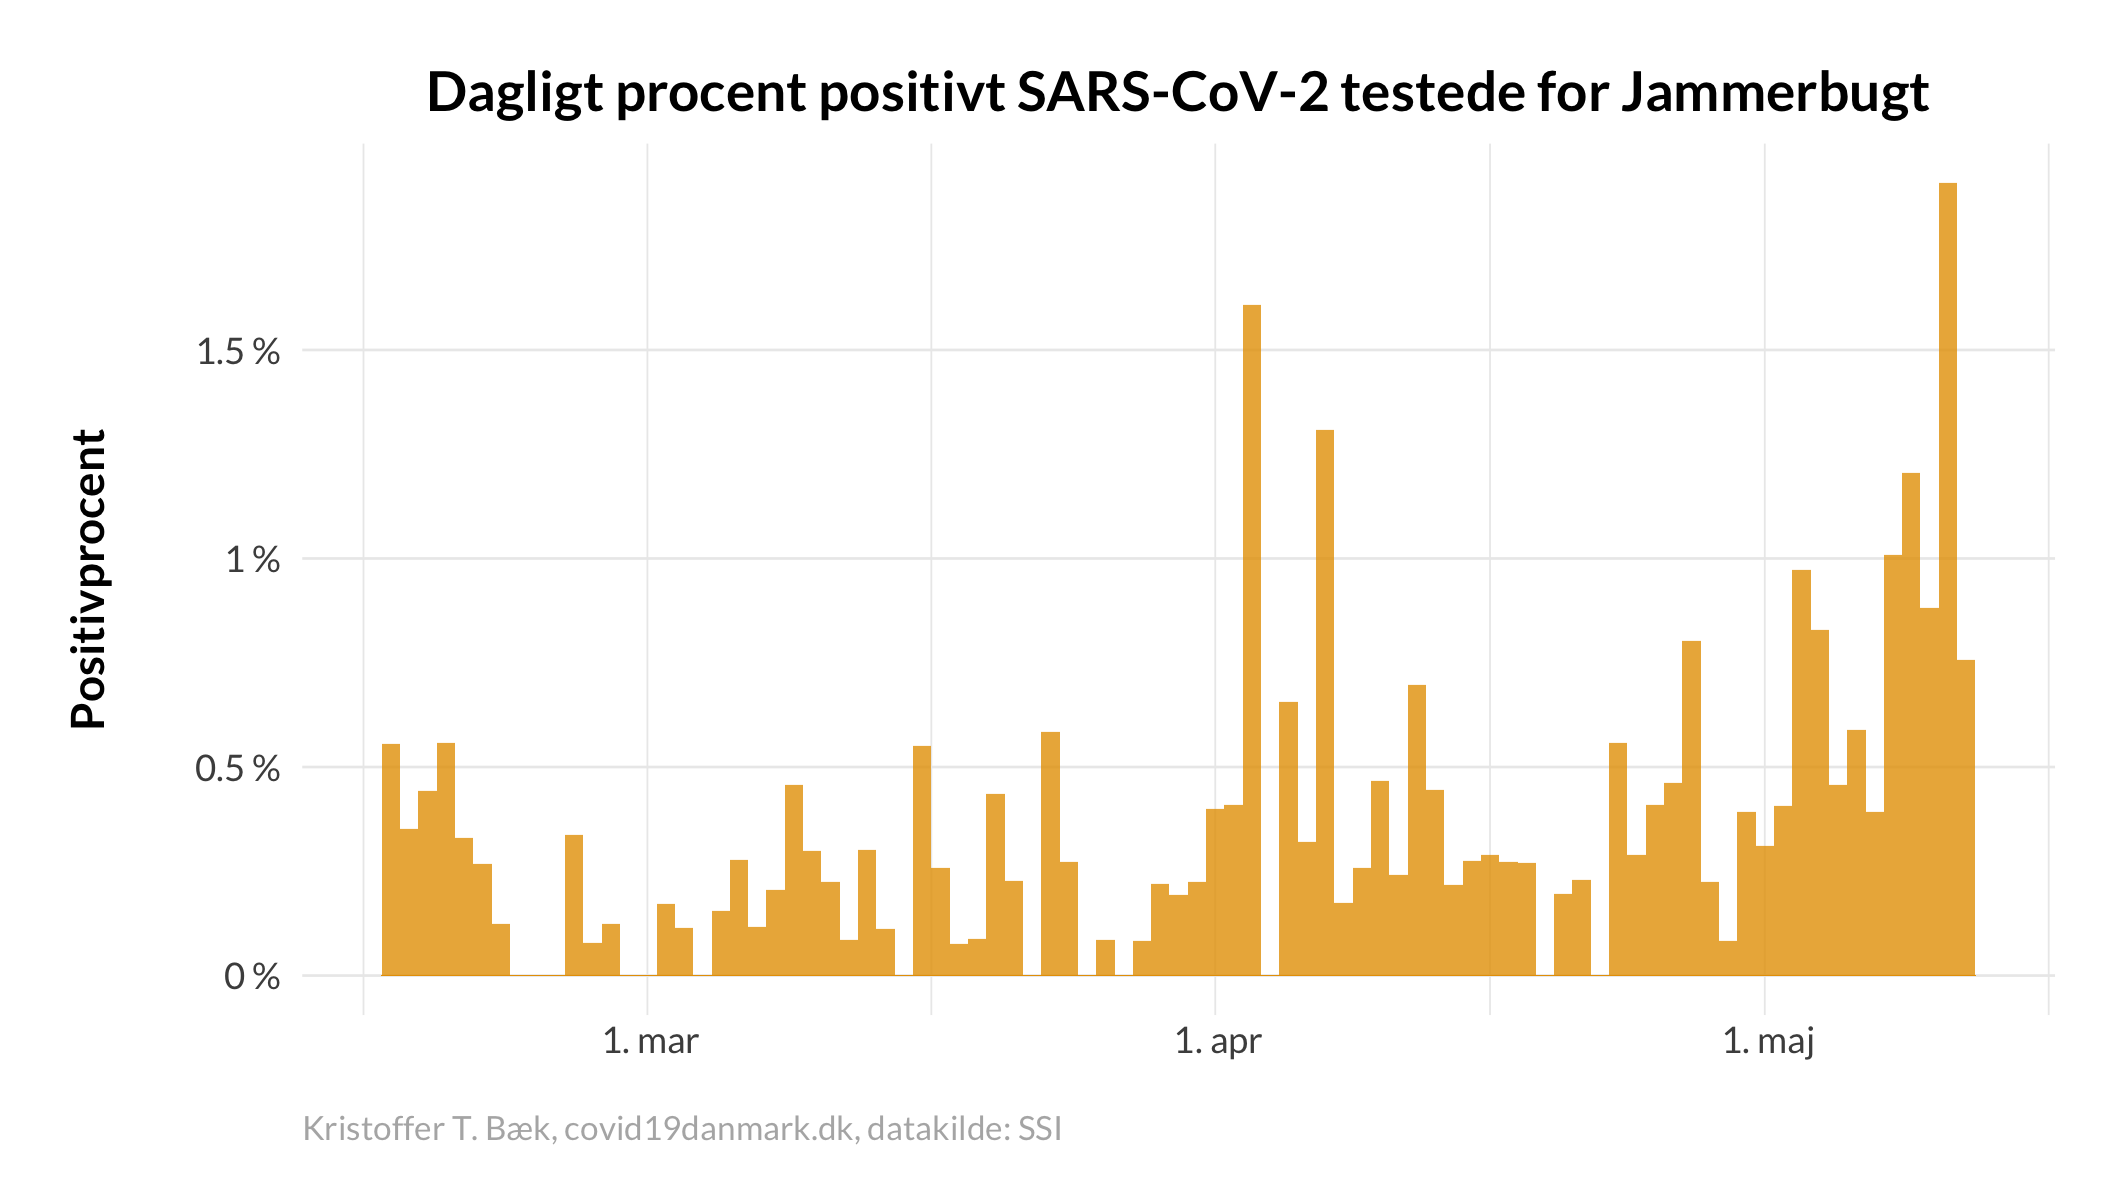 Dagligt procent positivt SARS-CoV-2 testede for Jammerbugt
Positivprocent
1.5 %
1 %
0.5 %
0 %
1. mar
1. apr
1. maj
Kristoffer T. Bæk, covid19danmark.dk, datakilde: SSI